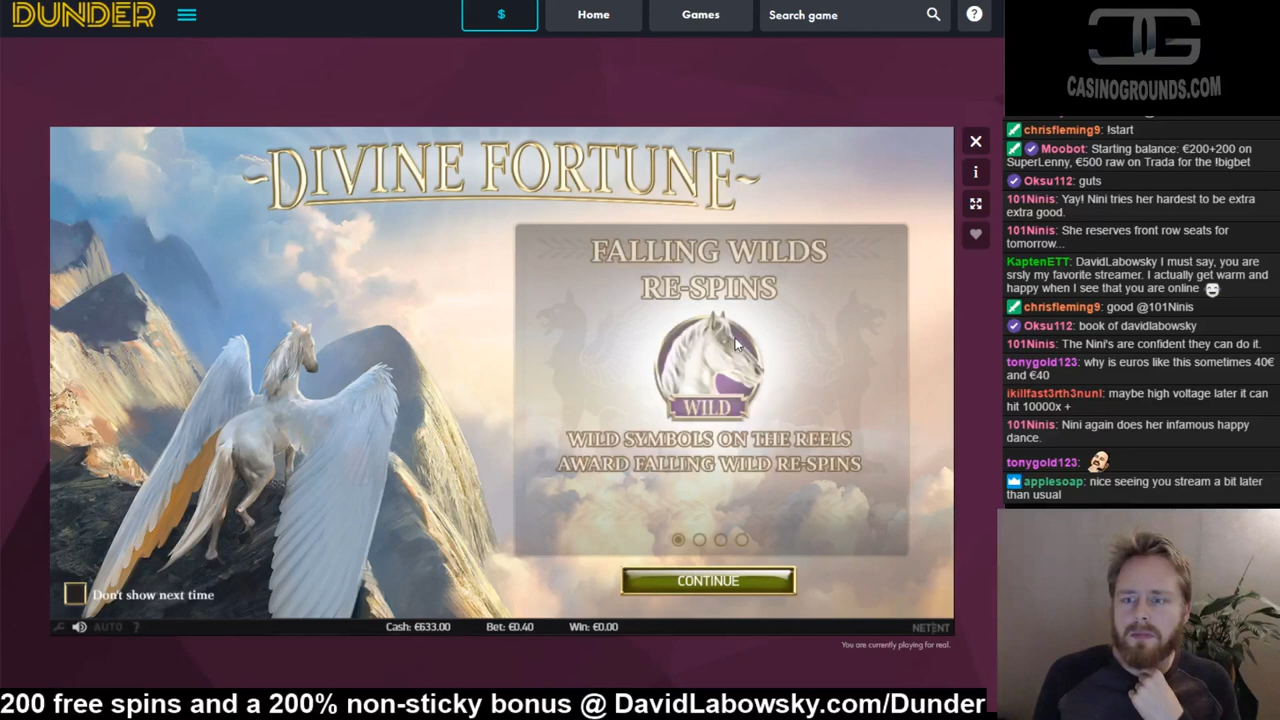 DUNDER
$
Home
Games
Search game
?
CASINOGROUNDS.COM
~DIVINE FORTUNE~
FALLING WILDS
RE-SPINS
WILD
WILD SYMBOLS ON THE REELS
AWARD FALLING WILD RE-SPINS
CONTINUE
Don't show next time
AUTO ?
Cash: €633.00 Bet: €0.40 Win: €0.00
NETENT
You are currently playing for real.
chrisfleming9: !start
Moobot: Starting balance: €200+200 on
SuperLenny, €500 raw on Trada for the !bigbet
Oksu112: guts
101Ninis: Yay! Nini tries her hardest to be extra
extra good.
101Ninis: She reserves front row seats for
tomorrow...
KaptenETT: DavidLabowsky I must say, you are
srsly my favorite streamer. I actually get warm and
happy when I see that you are online
chrisfleming9: good @101Ninis
Oksu112: book of davidlabowsky
101Ninis: The Nini's are confident they can do it.
tonygold123: why is euros like this sometimes 40€
and €40
ikillfast3rth3nunI: maybe high voltage later it can
hit 10000x +
101Ninis: Nini again does her infamous happy
dance.
tonygold123:
applesoap: nice seeing you stream a bit later
than usual
200 free spins and a 200% non-sticky bonus @ DavidLabowsky.com/Dunder